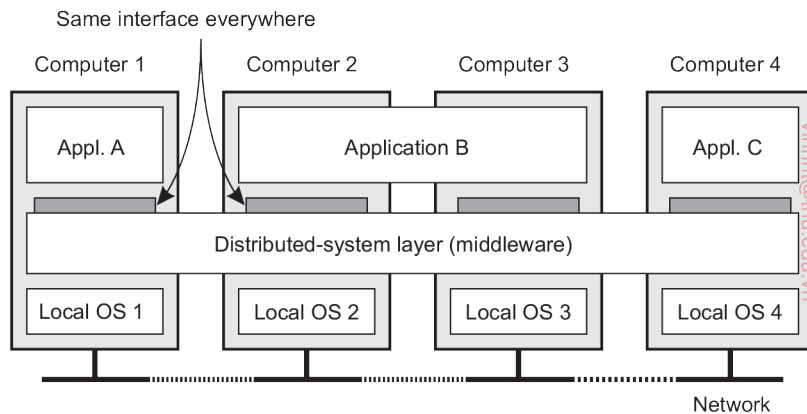 Same interface everywhere
Computer 1
Computer 2
Computer 3
Computer 4
Appl. A
Application B
Appl. C
Distributed-system layer (middleware)
Local OS 1
Local OS 2
Local OS 3
Local OS 4
Network